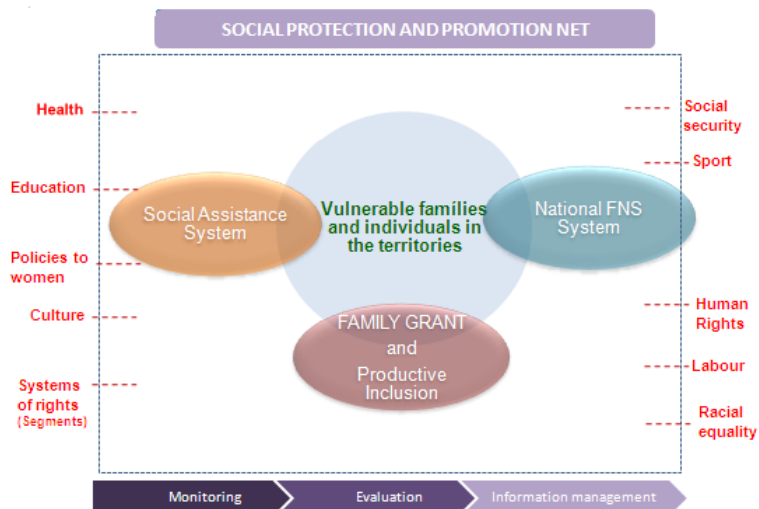 SOCIAL PROTECTION AND PROMOTION NET
Health
Education
Policies to
women
Culture
Systems
of rights
(Segments)
Social Assistance
System
Vulnerable families
and individuals in
the territories
National FNS
System
FAMILY GRANT
and
Productive
Inclusion
Social
security
Sport
Human
Rights
Labour
Racial
equality
Monitoring
Evaluation
Information management